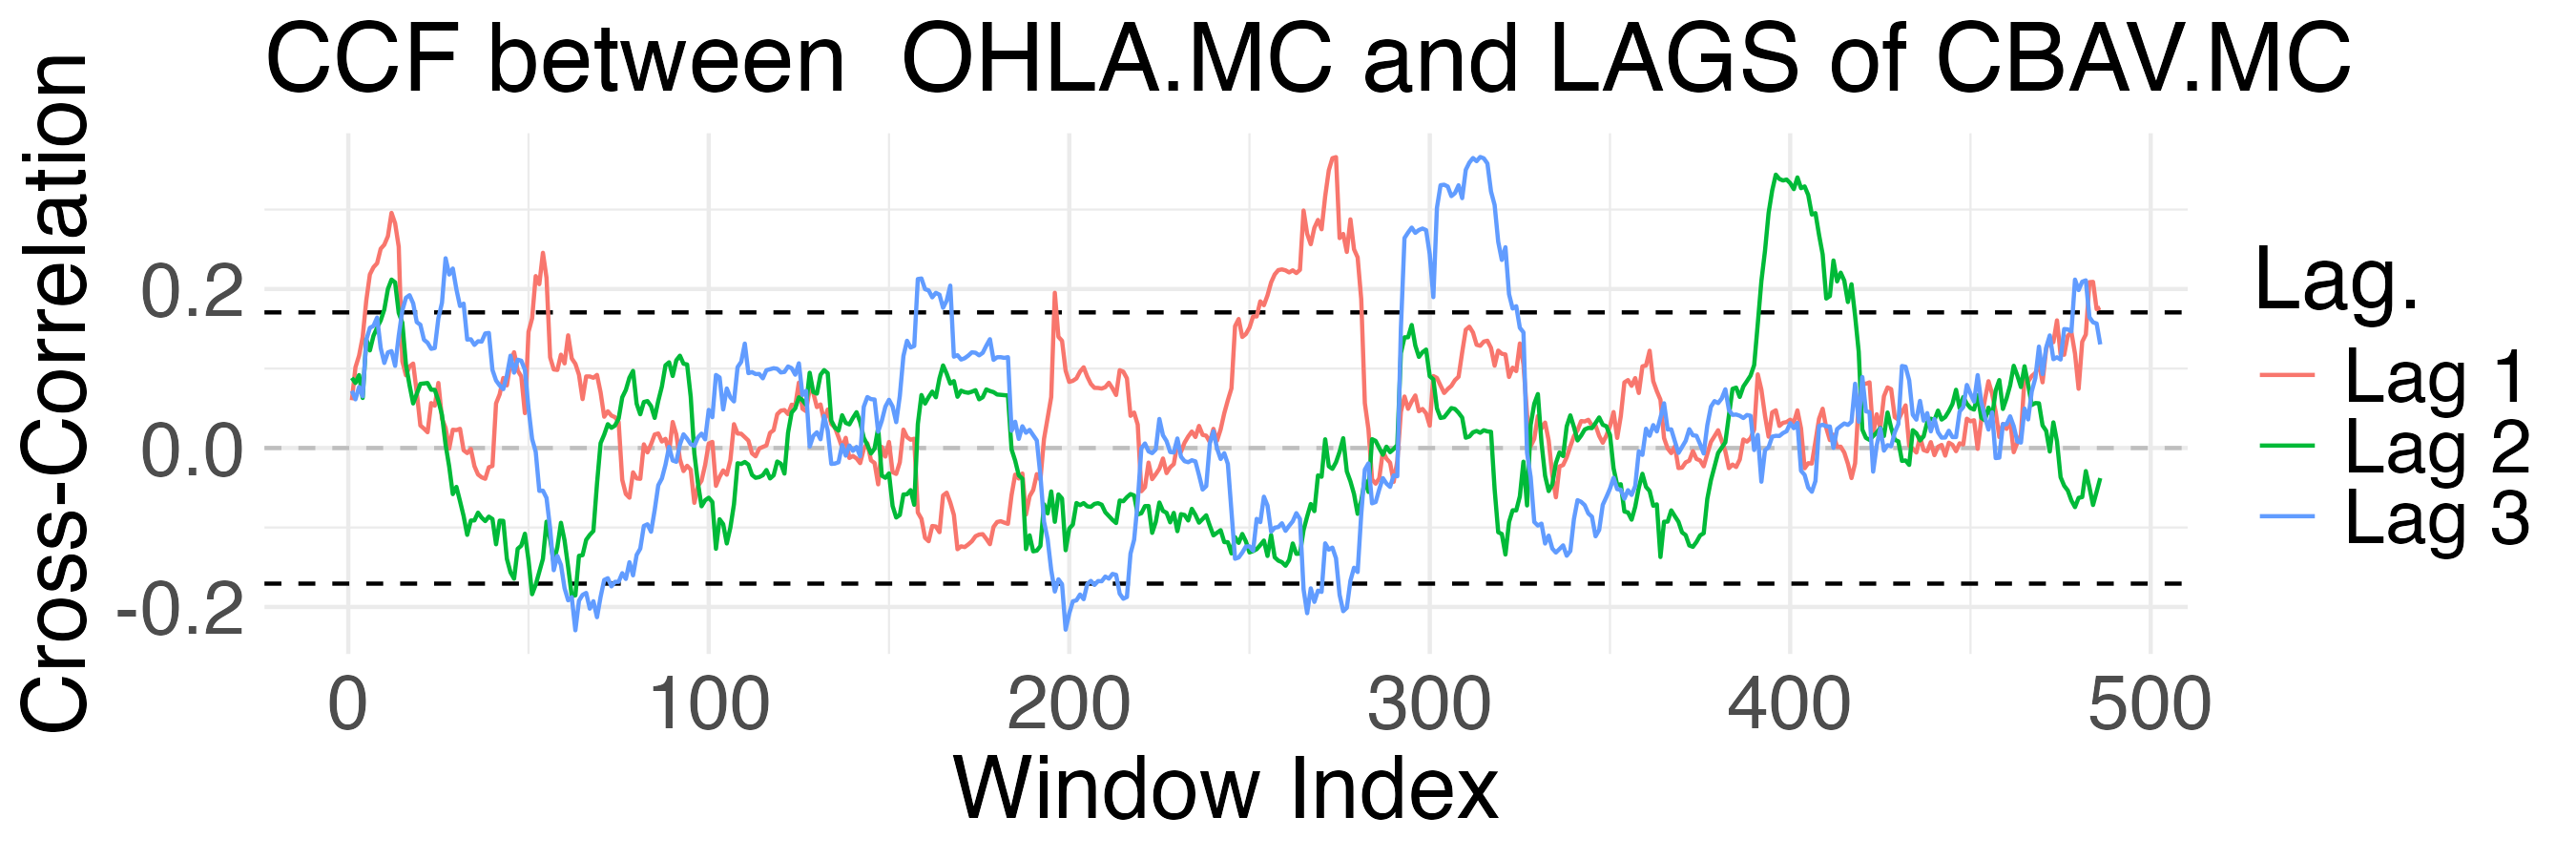 CCF between  OHLA.MC and LAGS of CBAV.MC
Cross-Correlation
0.2
0.0
-0.2
0 100 200 300 400 500
Window Index
Lag.
Lag 1
Lag 2
Lag 3